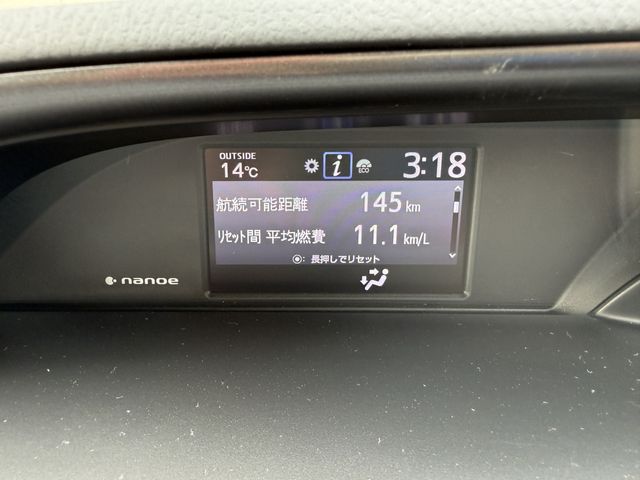 OUTSIDE
14℃
i
ECO
3:18
航続可能距離 145 km
ﾘｾｯﾄ間 平均燃費 11.1 km/L
: 長押しでリセット
nanoe